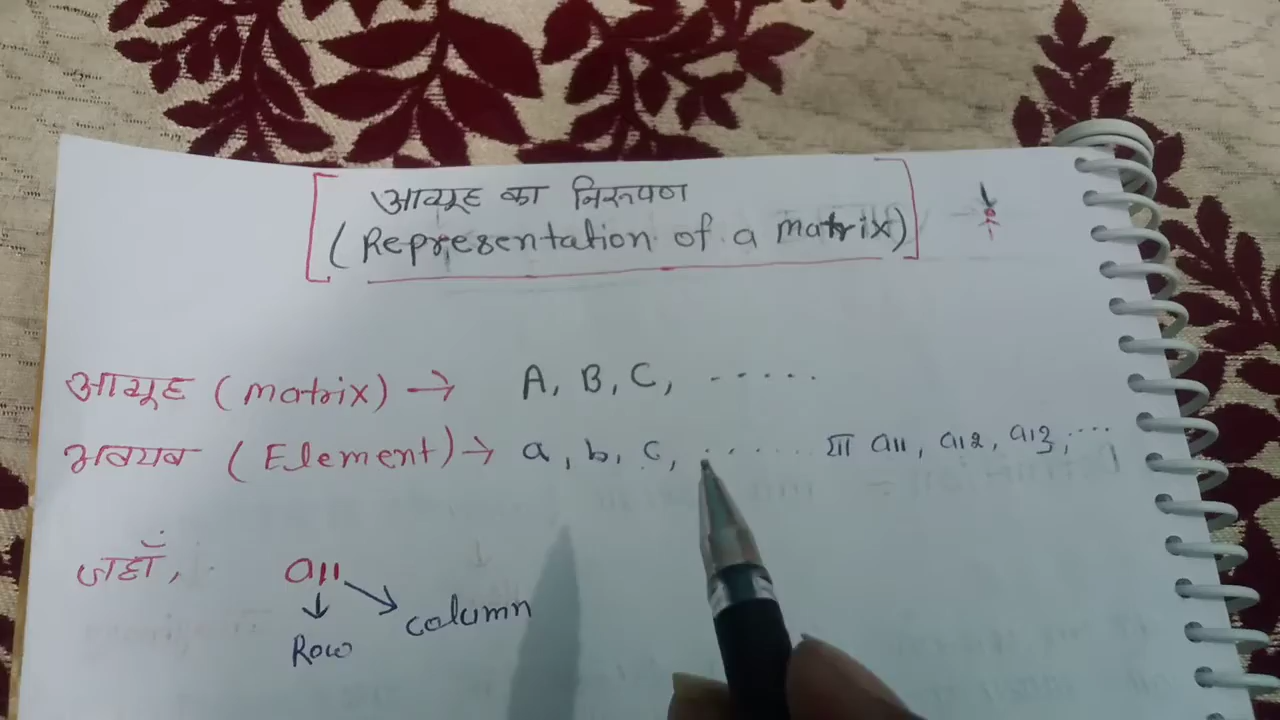 आव्यूह का निरूपण
(Representation of a matrix)
आव्यूह (matrix) → A, B, C, -----
अवयव (Element) → a, b, c, ...... या a11, a12, a13, ...
जहाँ, a11
column
Row